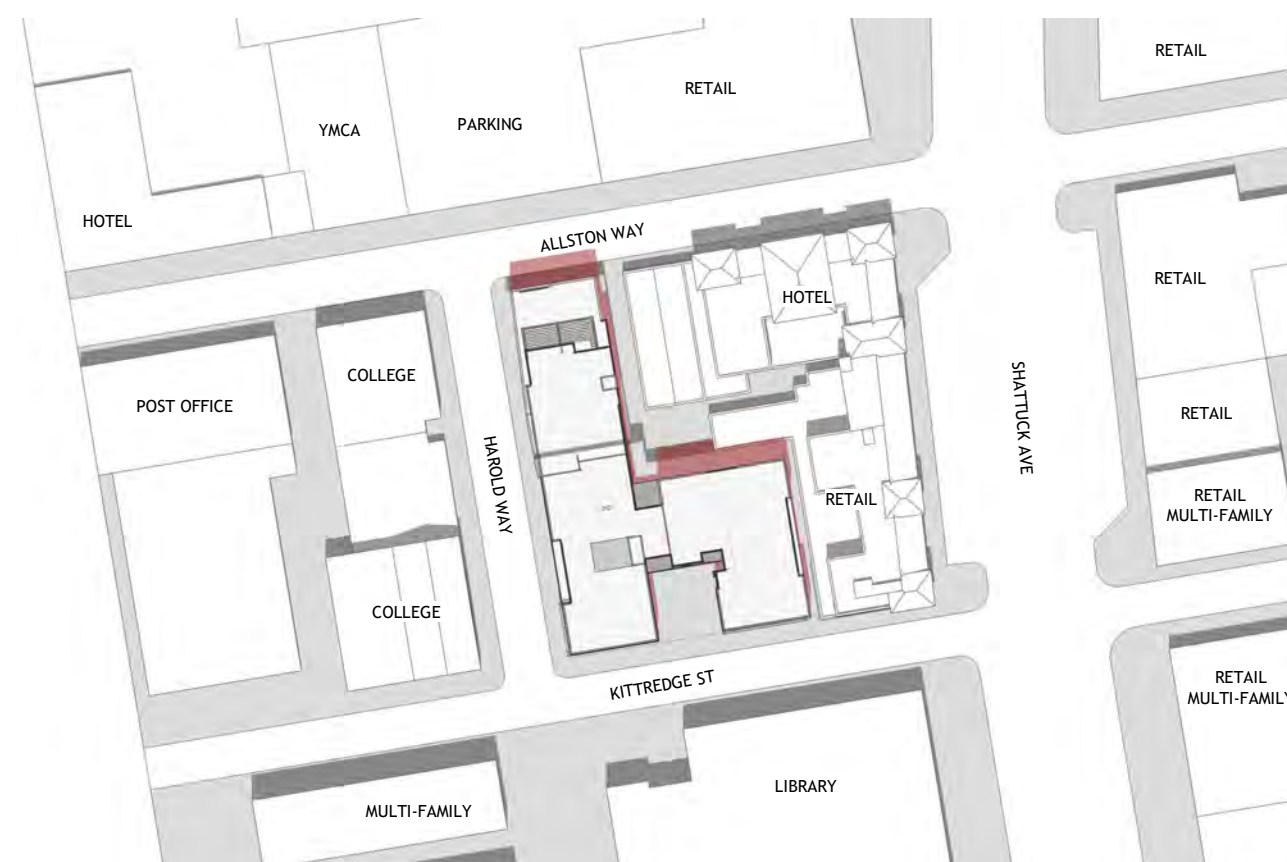 RETAIL
RETAIL
YMCA
PARKING
HOTEL
ALLSTON WAY
RETAIL
HOTEL
COLLEGE
POST OFFICE
SHATTUCK AVE
RETAIL
HAROLD WAY
RETAIL
RETAIL
MULTI-FAMILY
COLLEGE
KITTREDGE ST
RETAIL
MULTI-FAMILY
LIBRARY
MULTI-FAMILY